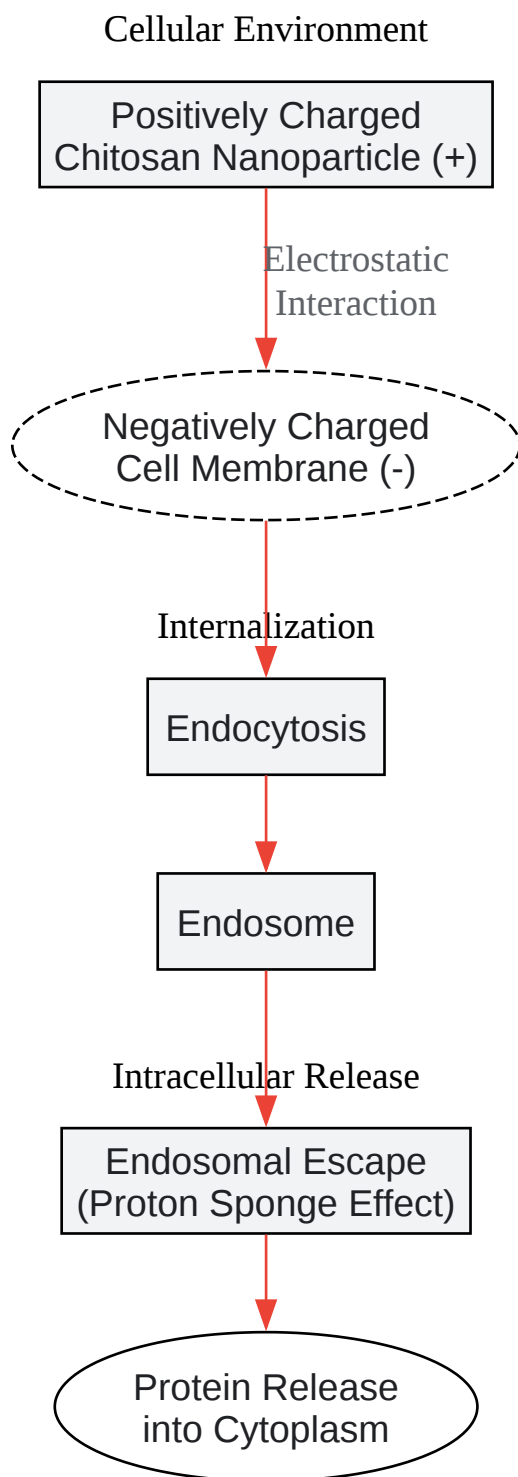 Cellular Environment
Positively Charged
Chitosan Nanoparticle (+)
Electrostatic
Interaction
Negatively Charged
Cell Membrane (-)
Internalization
Endocytosis
Endosome
Intracellular Release
Endosomal Escape
(Proton Sponge Effect)
Protein Release
into Cytoplasm